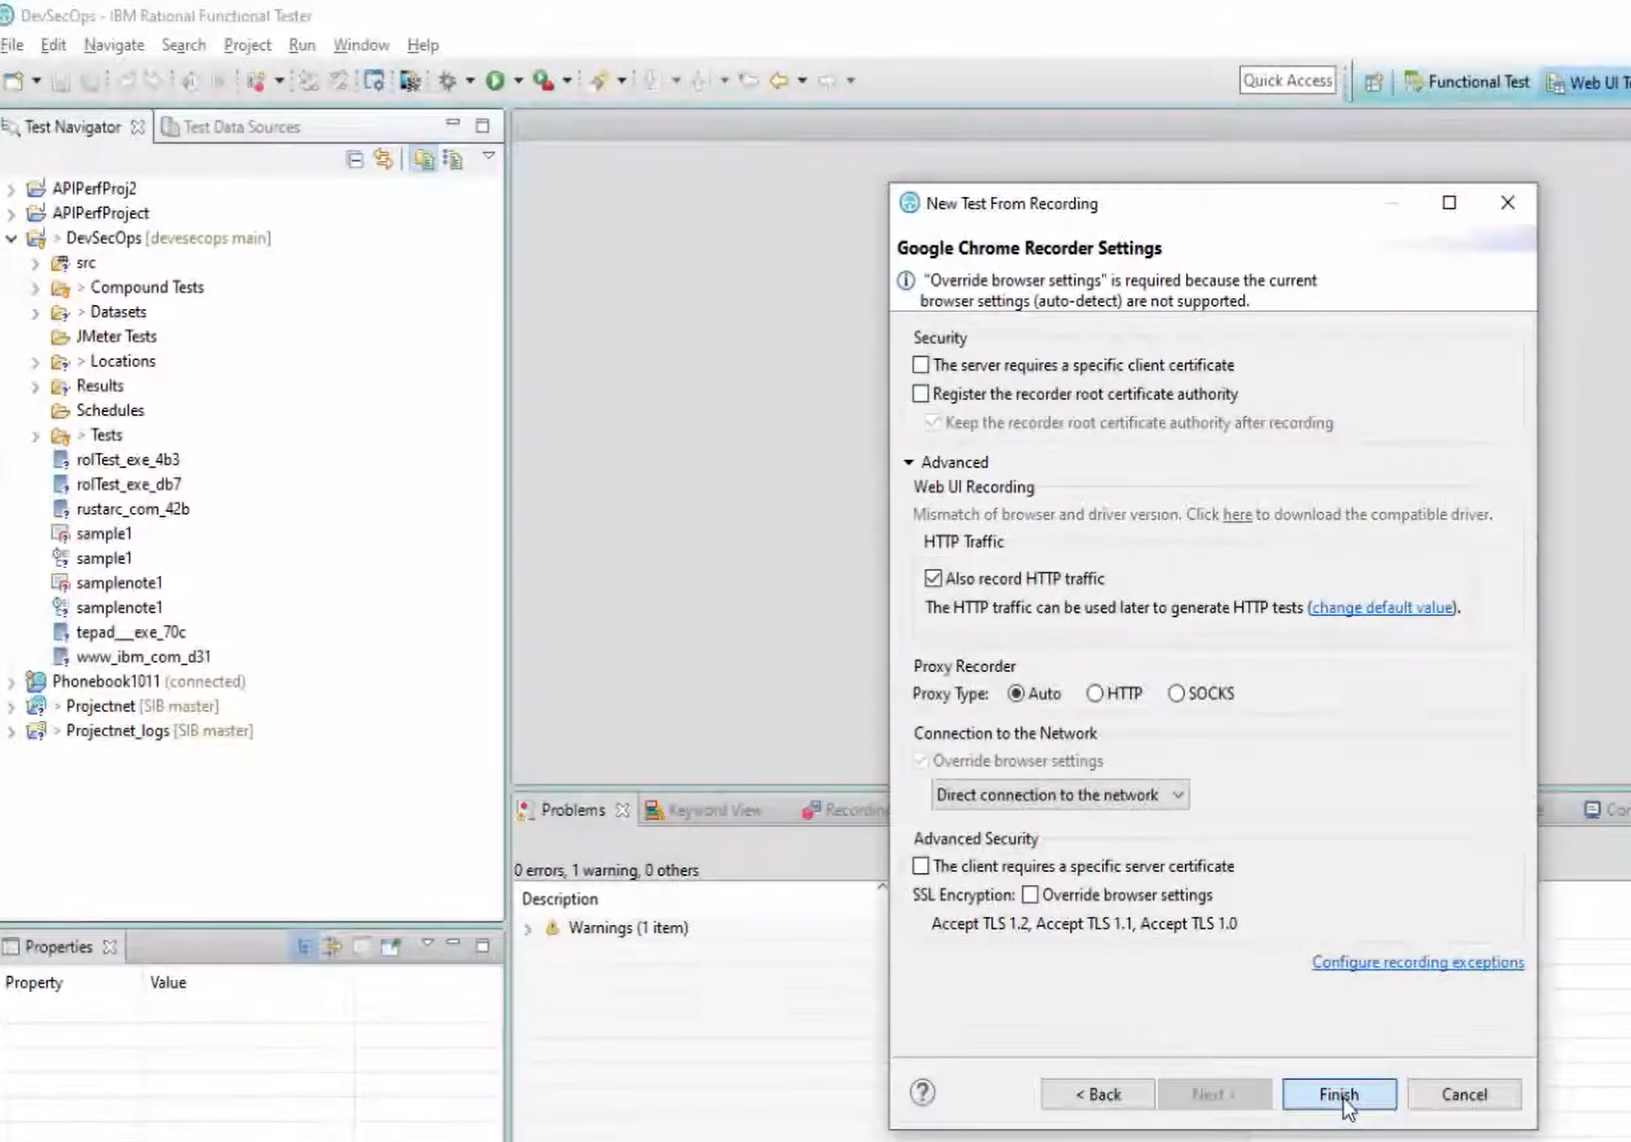 DevSecOps - IBM Rational Functional Tester
File Edit Navigate Search Project Run Window Help
Quick Access
Functional Test
Web UI
Test Navigator
Test Data Sources
APIPerfProj2
APIPerfProject
> DevSecOps [devesecops main]
src
> Compound Tests
> Datasets
JMeter Tests
> Locations
Results
Schedules
> Tests
rolTest_exe_4b3
rolTest_exe_db7
rustarc_com_42b
sample1
sample1
samplenote1
samplenote1
tepad__exe_70c
www_ibm_com_d31
Phonebook1011 (connected)
> Projectnet [SIB master]
> Projectnet_logs [SIB master]
Properties
Property Value
Problems
Keyword View
Recording
0 errors, 1 warning, 0 others
Description
Warnings (1 item)
New Test From Recording
Google Chrome Recorder Settings
"Override browser settings" is required because the current
browser settings (auto-detect) are not supported.
Security
The server requires a specific client certificate
Register the recorder root certificate authority
Keep the recorder root certificate authority after recording
Advanced
Web UI Recording
Mismatch of browser and driver version. Click here to download the compatible driver.
HTTP Traffic
Also record HTTP traffic
The HTTP traffic can be used later to generate HTTP tests (change default value).
Proxy Recorder
Proxy Type: Auto HTTP SOCKS
Connection to the Network
Override browser settings
Direct connection to the network
Advanced Security
The client requires a specific server certificate
SSL Encryption: Override browser settings
Accept TLS 1.2, Accept TLS 1.1, Accept TLS 1.0
Configure recording exceptions
< Back Next > Finish Cancel